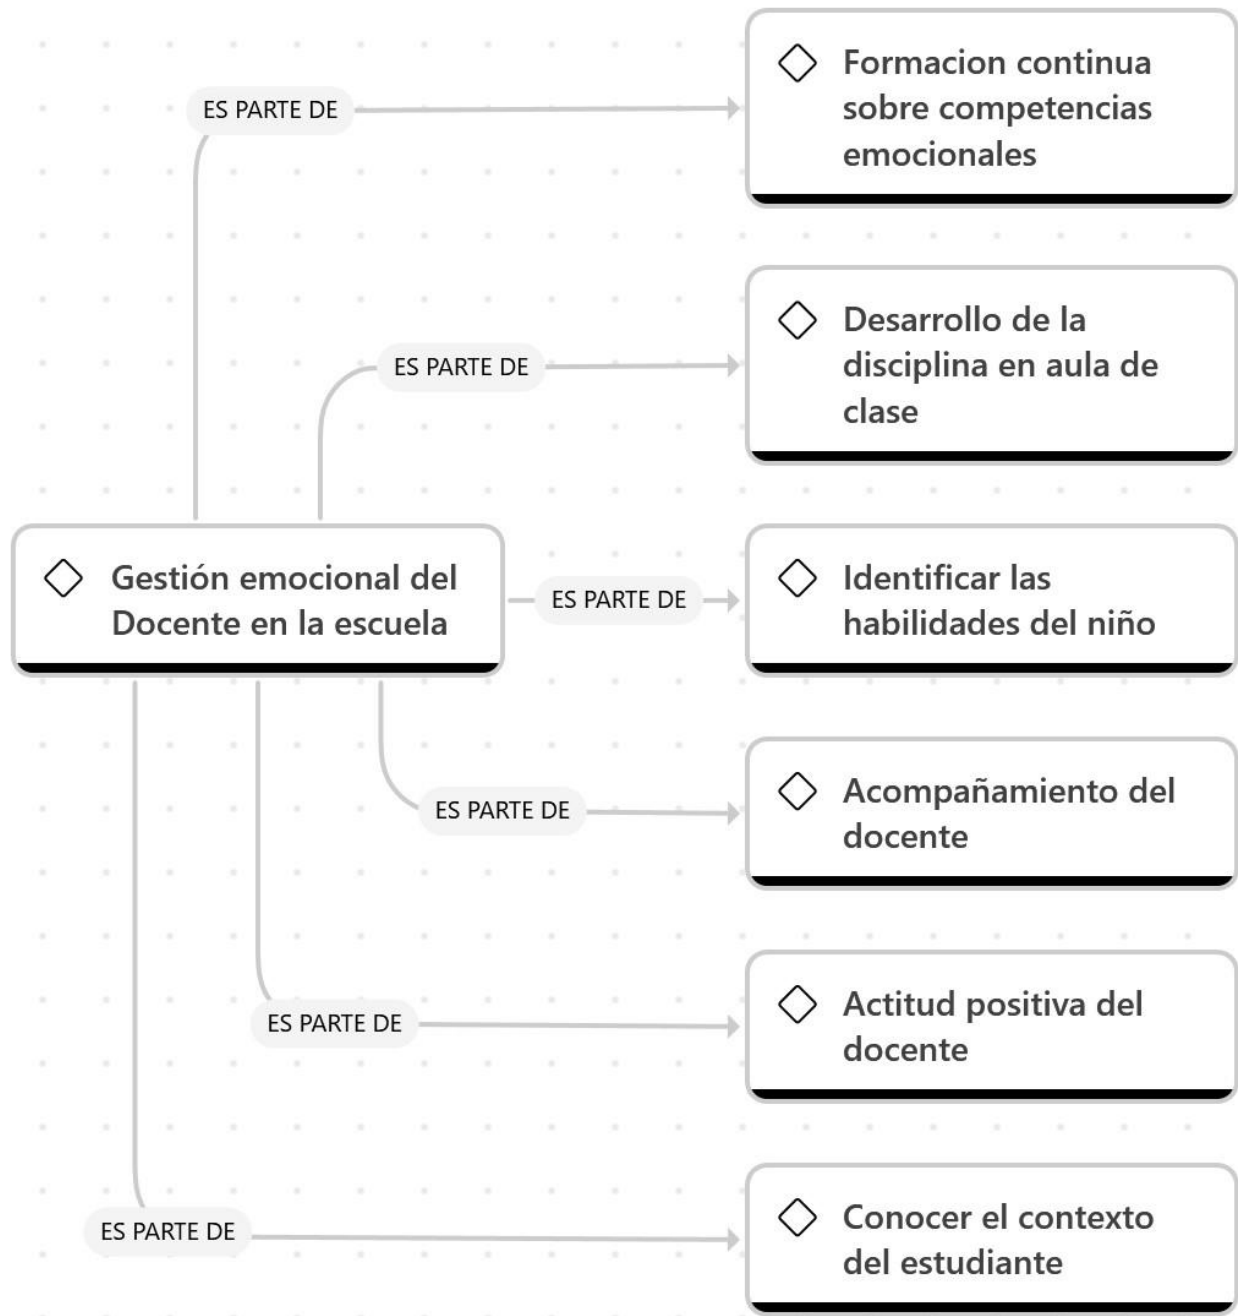 ES PARTE DE
Formacion continua
sobre competencias
emocionales
ES PARTE DE
Desarrollo de la
disciplina en aula de
clase
Gestión emocional del
Docente en la escuela
ES PARTE DE
Identificar las
habilidades del niño
ES PARTE DE
Acompañamiento del
docente
ES PARTE DE
Actitud positiva del
docente
ES PARTE DE
Conocer el contexto
del estudiante